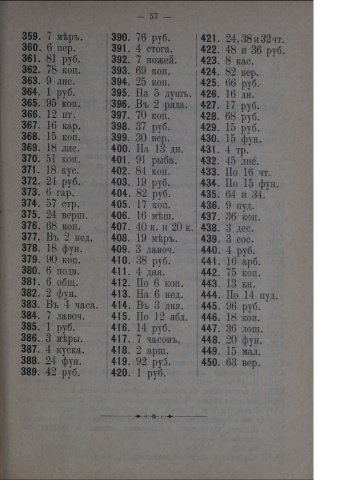 — 57 —
359. 7 мѣръ.
360. 6 пер.
361. 81 руб.
362. 78 коп.
363. 9 лис.
364. 1 руб.
365. 95 коп.
366. 12 пт.
367. 16 кар.
368. 15 коп.
369. 18 лис.
370. 51 коп.
371. 18 кус.
372. 24 руб.
373. 6 гар.
374. 57 стр.
375. 24 верш.
376. 68 коп.
377. Въ 2 нед.
378. 18 фун.
379. 90 коп.
380. 6 подв.
381. 6 общ.
382. 2 фун.
383. Въ 4 часа.
384. 7 лавоч.
385. 1 руб.
386. 3 мѣры.
387. 4 куска.
388. 24 фун.
389. 42 руб.
390. 76 руб.
391. 4 стога.
392. 7 ножей.
393. 69 коп.
394. 25 коп.
395. На 5 душъ.
396. Въ 2 ряда.
397. 70 коп.
398. 37 руб.
399. 30 вер.
400. На 13 дн.
401. 91 рыба.
402. 84 коп.
403. 19 руб.
404. 82 руб.
405. 17 коп.
406. 16 мѣш.
407. 40 к. и 20 к.
408. 19 мѣръ.
409. 3 лавоч.
410. 38 руб.
411. 4 дня.
412. По 6 коп.
413. На 6 нед.
414. Въ 3 дня.
415. По 12 ябл.
416. 14 руб.
417. 7 часовъ.
418. 2 арш.
419. 92 руб.
420. 1 руб.
421. 24, 38 и 32 чт.
422. 48 и 36 руб.
423. 8 кас.
424. 82 вер.
425. 66 руб.
426. 16 дн.
427. 17 руб.
428. 68 руб.
429. 15 руб.
430. 15 фун.
431. 4 тр.
432. 45 лис.
433. По 16 чт.
434. По 15 фун.
435. 64 и 34.
436. 9 пуд.
437. 36 коп.
438. 3 дес.
439. 3 сос.
440. 4 руб.
441. 16 арб.
442. 75 коп.
443. 13 кн.
444. По 14 пуд.
445. 96 руб.
446. 18 коп.
447. 36 лош.
448. 20 фун.
449. 15 мал.
450. 63 вер.